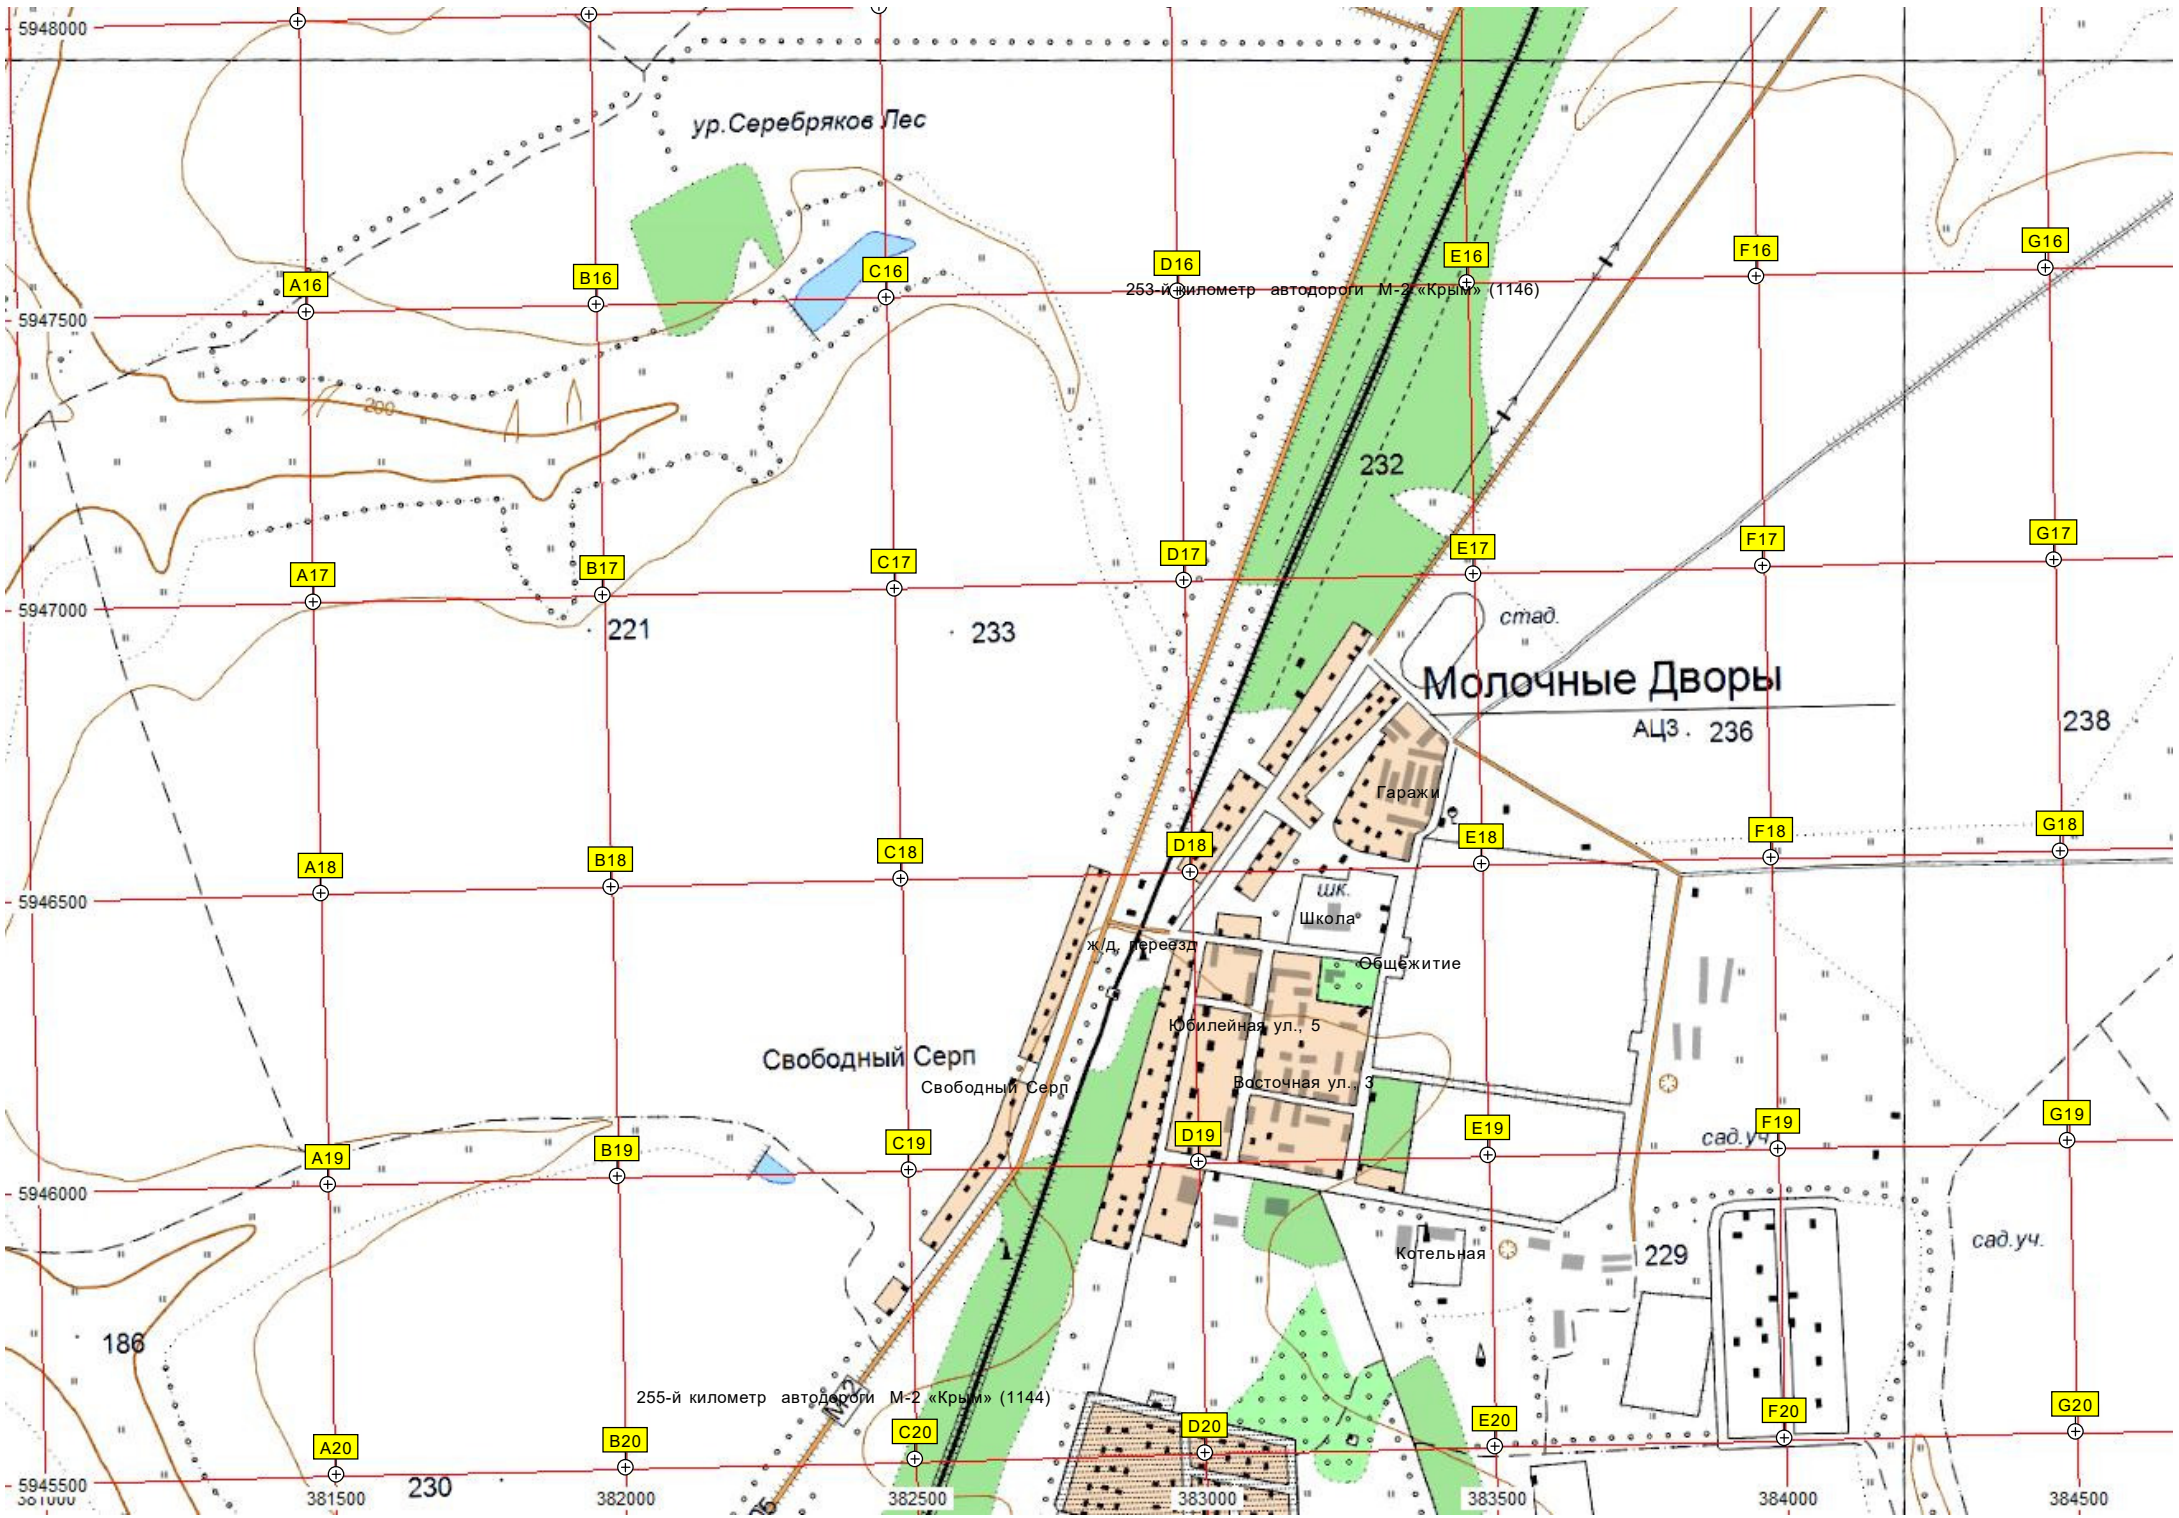 5948000
ур.Серебряков Лес
G16
F16
E16
D16
C16
B16
A16
253-й километр автодороги М-2 «Крым» (1146)
5947500
200
232
G17
F17
E17
D17
C17
B17
A17
5947000
221
233
стад.
Молочные Дворы
АЦЗ. 236
238
Гаражи
G18
F18
E18
D18
C18
B18
A18
5946500
шк.
Школа
ж/д. переезд
Общежитие
Юбилейная ул., 5
Свободный Серп
Свободный Серп
Восточная ул., 3
G19
F19
E19
D19
C19
B19
A19
сад.уч.
5946000
сад.уч.
Котельная
229
186
М-2
255-й километр автодороги М-2 «Крым» (1144)
G20
F20
E20
D20
C20
B20
A20
5945500
230
381000
381500
382000
382500
383000
383500
384000
384500